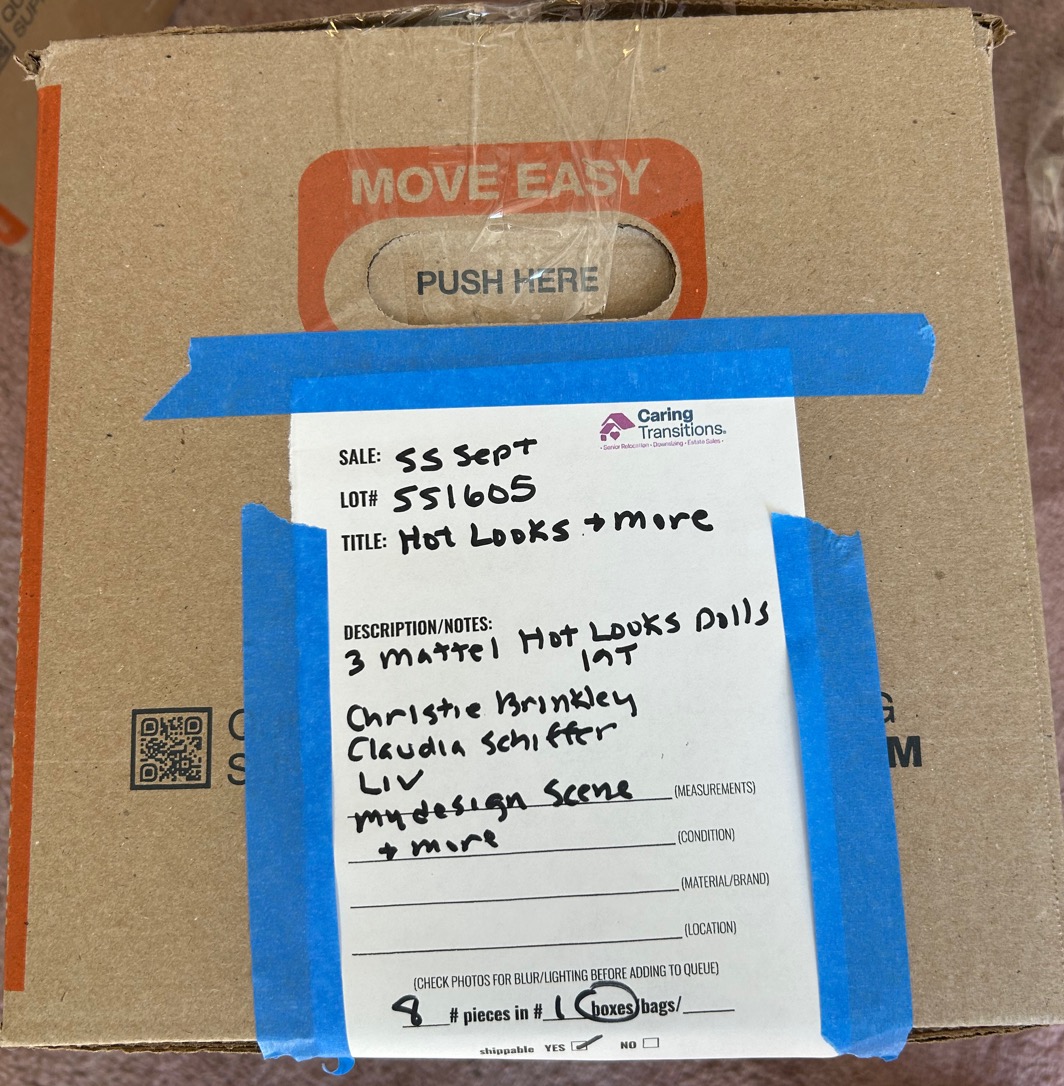 MOVE EASY
PUSH HERE
Caring
Transitions®
• Senior Relocation • Downsizing • Estate Sales •
SALE: SS Sept
LOT# SS1605
TITLE: Hot Looks + more
DESCRIPTION/NOTES:
3 Mattel Hot Looks Dolls
INT
Christie Brinkley
Claudia Schiffer
LIV
my design Scene (MEASUREMENTS)
+ more (CONDITION)
(MATERIAL/BRAND)
(LOCATION)
(CHECK PHOTOS FOR BLUR/LIGHTING BEFORE ADDING TO QUEUE)
8 # pieces in # 1 boxes/bags/
shippable YES NO